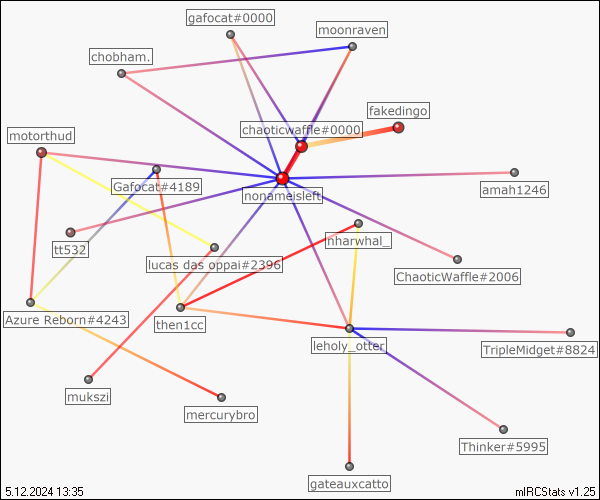 gafocat#0000
moonraven
chobham.
fakedingo
chaoticwaffle#0000
motorthud
Gafocat#4189
nonameisleft
amah1246
tt532
nharwhal_
lucas das oppai#2396
ChaoticWaffle#2006
Azure Reborn#4243
then1cc
leholy_otter
TripleMidget#8824
mukszi
mercurybro
Thinker#5995
gateauxcatto
5.12.2024 13:35
mIRCStats v1.25